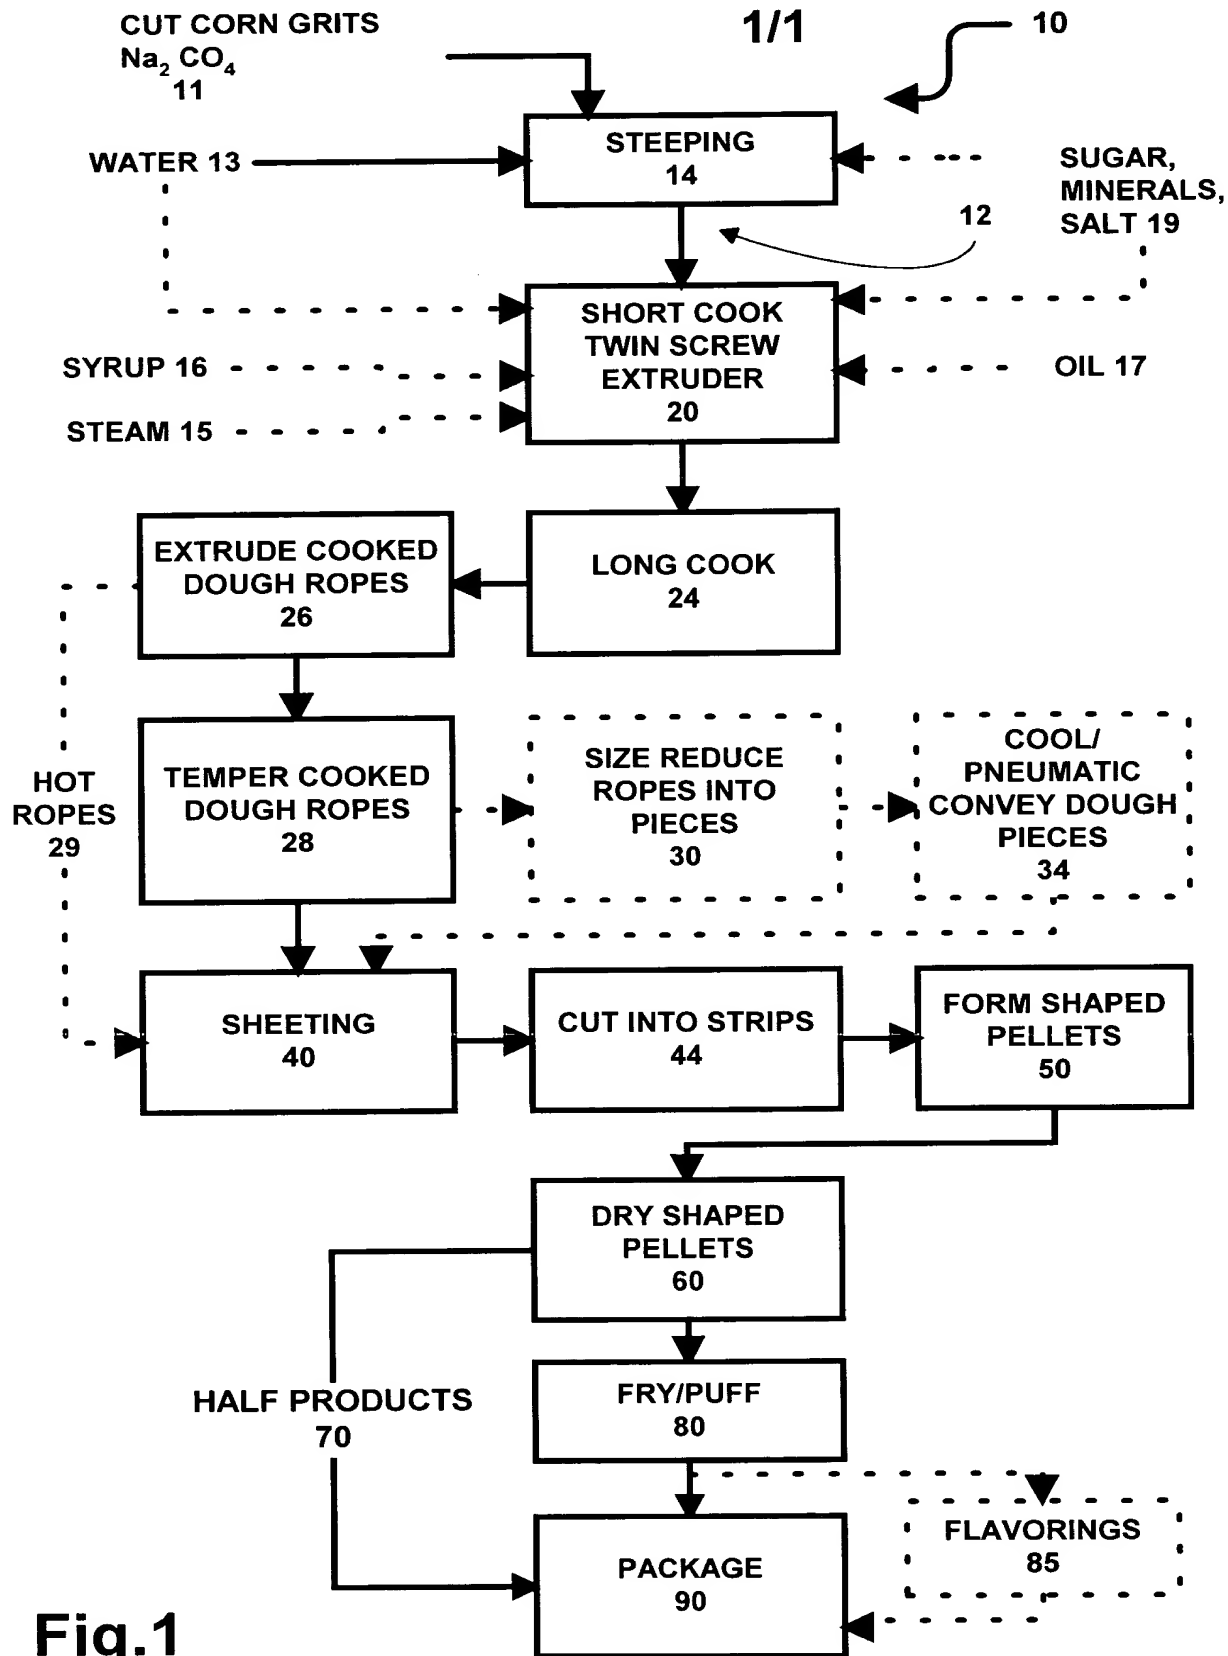 1/1
10
CUT CORN GRITS
Na₂ CO₄
11
WATER 13
STEEPING
14
SUGAR,
MINERALS,
SALT 19
12
SHORT COOK
TWIN SCREW
EXTRUDER
20
SYRUP 16
STEAM 15
OIL 17
EXTRUDE COOKED
DOUGH ROPES
26
LONG COOK
24
HOT
ROPES
29
TEMPER COOKED
DOUGH ROPES
28
SIZE REDUCE
ROPES INTO
PIECES
30
COOL/
PNEUMATIC
CONVEY DOUGH
PIECES
34
SHEETING
40
CUT INTO STRIPS
44
FORM SHAPED
PELLETS
50
DRY SHAPED
PELLETS
60
HALF PRODUCTS
70
FRY/PUFF
80
FLAVORINGS
85
PACKAGE
90
Fig.1